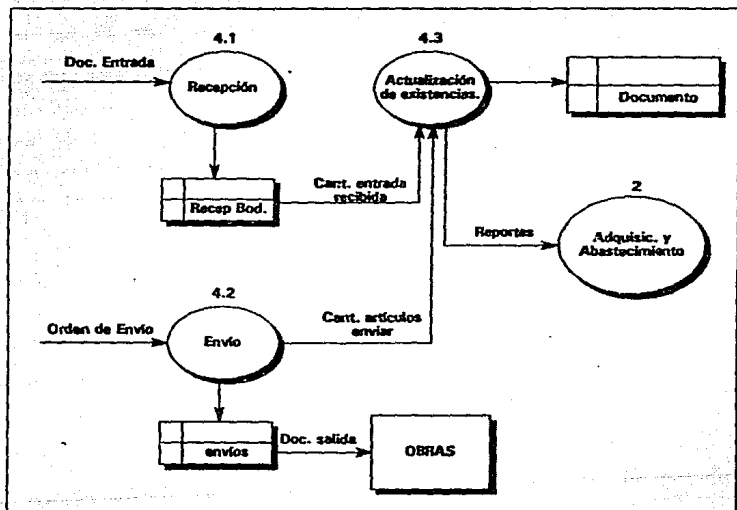 4.1
4.3
Doc. Entrada
Recepción
Actualización
de existencias.
Documento
Recep Bod.
Cant. entrada
recibida
2
Reportes
Adquisic. y
Abastecimiento
4.2
Orden de Envío
Envío
Cant. artículos
enviar
envíos
Doc. salida
OBRAS